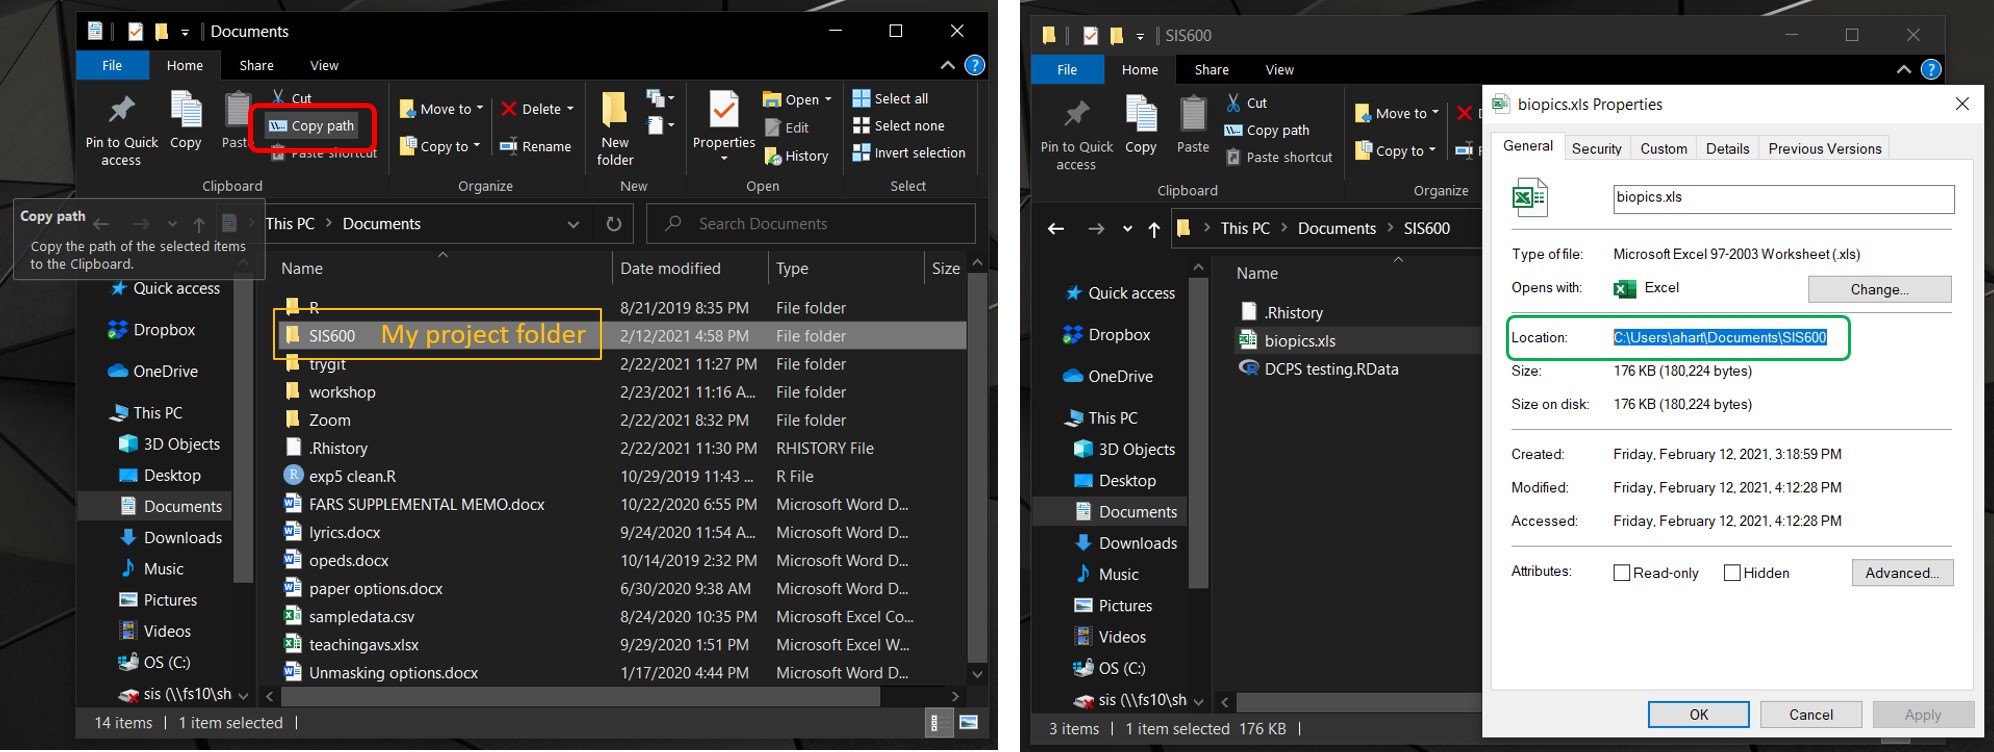 Documents
File Home Share View
Pin to Quick access
Copy
Paste
Cut
Copy path
Paste shortcut
Move to
Copy to
Delete
Rename
New folder
Properties
Open
Edit
History
Select all
Select none
Invert selection
Clipboard Organize New Open Select
Copy path
Copy the path of the selected items
to the Clipboard.
This PC > Documents
Search Documents
Name Date modified Type Size
Quick access
Dropbox
OneDrive
This PC
3D Objects
Desktop
Documents
Downloads
Music
Pictures
Videos
OS (C:)
sis (\\fs10\sh
R 8/21/2019 8:35 PM File folder
SIS600 My project folder 2/12/2021 4:58 PM File folder
trygit 2/22/2021 11:27 PM File folder
workshop 2/23/2021 11:16 A... File folder
Zoom 2/22/2021 8:32 PM File folder
.Rhistory 2/22/2021 11:30 PM RHISTORY File
exp5 clean.R 10/29/2019 11:43 ... R File
FARS SUPPLEMENTAL MEMO.docx 10/22/2020 6:55 PM Microsoft Word D...
lyrics.docx 9/24/2020 11:54 A... Microsoft Word D...
opeds.docx 10/14/2019 2:32 PM Microsoft Word D...
paper options.docx 6/30/2020 9:38 AM Microsoft Word D...
sampledata.csv 8/24/2020 10:35 PM Microsoft Excel Co...
teachingavs.xlsx 9/29/2020 1:51 PM Microsoft Excel W...
Unmasking options.docx 1/17/2020 4:44 PM Microsoft Word D...
14 items 1 item selected
SIS600
File Home Share View
Pin to Quick access
Copy
Paste
Cut
Copy path
Paste shortcut
Move to
Copy to
Clipboard Organize
This PC > Documents > SIS600
Name
Quick access
Dropbox
OneDrive
This PC
3D Objects
Desktop
Documents
Downloads
Music
Pictures
Videos
OS (C:)
sis (\\fs10\sh
.Rhistory
biopics.xls
DCPS testing.RData
3 items 1 item selected 176 KB
biopics.xls Properties
General Security Custom Details Previous Versions
biopics.xls
Type of file: Microsoft Excel 97-2003 Worksheet (.xls)
Opens with: Excel Change...
Location: C:\Users\ahart\Documents\SIS600
Size: 176 KB (180,224 bytes)
Size on disk: 176 KB (180,224 bytes)
Created: Friday, February 12, 2021, 3:18:59 PM
Modified: Friday, February 12, 2021, 4:12:28 PM
Accessed: Friday, February 12, 2021, 4:12:28 PM
Attributes: Read-only Hidden Advanced...
OK Cancel Apply